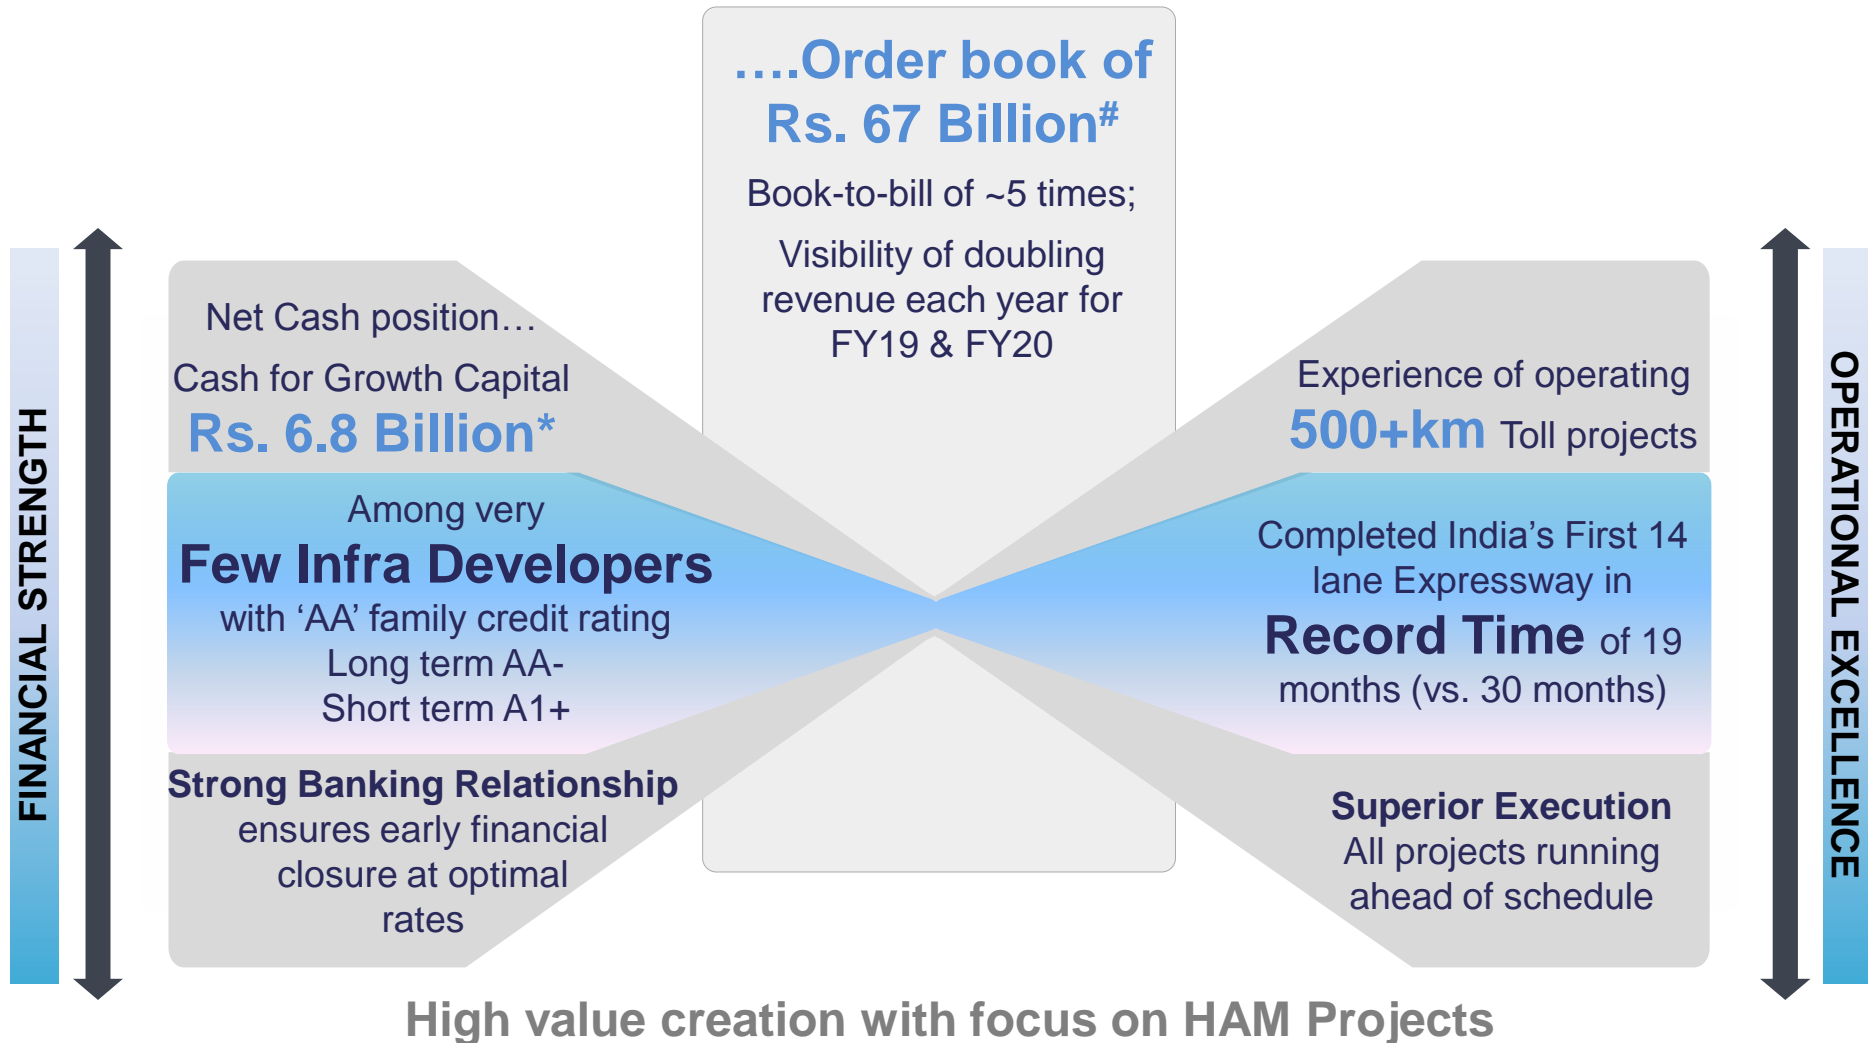 ….Order book of
Rs. 67 Billion#
Book-to-bill of ~5 times;
Visibility of doubling
revenue each year for
FY19 & FY20
FINANCIAL STRENGTH
Net Cash position…
Cash for Growth Capital
Rs. 6.8 Billion*
Among very
Few Infra Developers
with ‘AA’ family credit rating
Long term AA-
Short term A1+
Strong Banking Relationship
ensures early financial
closure at optimal
rates
Experience of operating
500+km Toll projects
Completed India’s First 14
lane Expressway in
Record Time of 19
months (vs. 30 months)
Superior Execution
All projects running
ahead of schedule
OPERATIONAL EXCELLENCE
High value creation with focus on HAM Projects